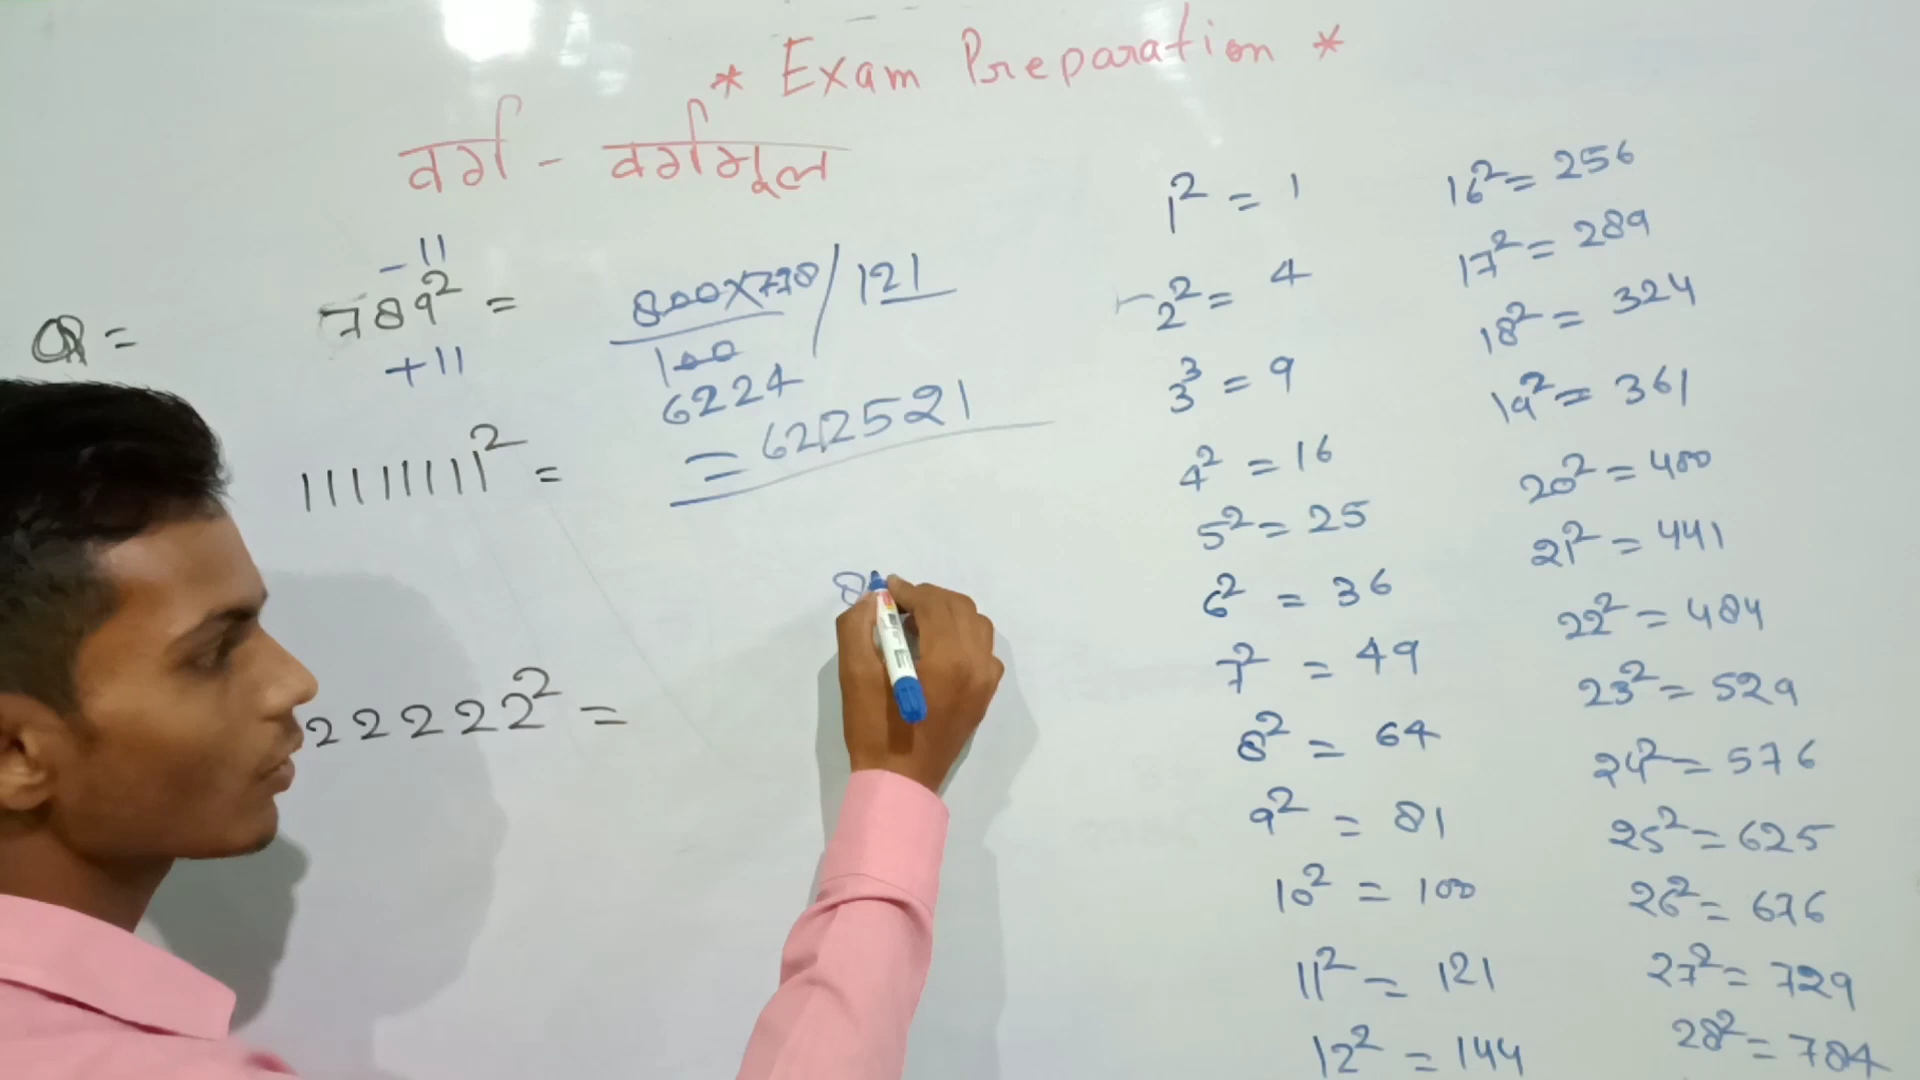 * Exam Preparation *
वर्ग - वर्गमूल
Q =
-11
789² =
+11
800x778/121
100
6224
= 622521
11111111² =
22222² =
8
1² = 1
2² = 4
3³ = 9
4² = 16
5² = 25
6² = 36
7² = 49
8² = 64
9² = 81
10² = 100
11² = 121
12² = 144
16² = 256
17² = 289
18² = 324
19² = 361
20² = 400
21² = 441
22² = 484
23² = 529
24² = 576
25² = 625
26² = 676
27² = 729
28² = 784